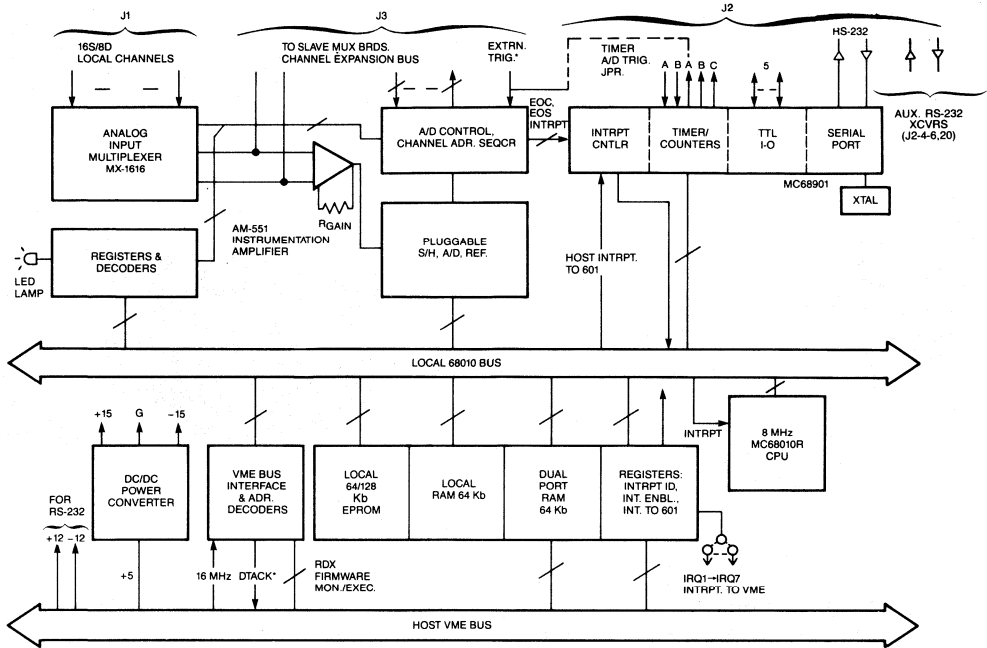 J1
J3
J2
16S/8D
LOCAL CHANNELS
TO SLAVE MUX BRDS.
CHANNEL EXPANSION BUS
EXTRN.
TRIG.*
TIMER
A/D TRIG.
JPR.
A B A B C
5
HS-232
AUX. RS-232
XCVRS
(J2-4-6,20)
ANALOG
INPUT
MULTIPLEXER
MX-1616
A/D CONTROL,
CHANNEL ADR. SEQCR
EOC,
EOS
INTRPT
INTRPT
CNTLR
TIMER/
COUNTERS
TTL
I-O
SERIAL
PORT
MC68901
XTAL
RGAIN
AM-551
INSTRUMENTATION
AMPLIFIER
REGISTERS &
DECODERS
LED
LAMP
PLUGGABLE
S/H, A/D, REF.
HOST INTRPT.
TO 601
LOCAL 68010 BUS
+15
G
-15
DC/DC
POWER
CONVERTER
FOR
RS-232
+12 -12
+5
VME BUS
INTERFACE
& ADR.
DECODERS
16 MHz
DTACK*
RDX
FIRMWARE
MON./EXEC.
LOCAL
64/128
Kb
EPROM
LOCAL
RAM 64 Kb
DUAL
PORT
RAM
64 Kb
REGISTERS:
INTRPT ID,
INT. ENBL.,
INT. TO 601
INTRPT
8 MHz
MC68010R
CPU
IRQ1→IRQ7
INTRPT. TO VME
HOST VME BUS